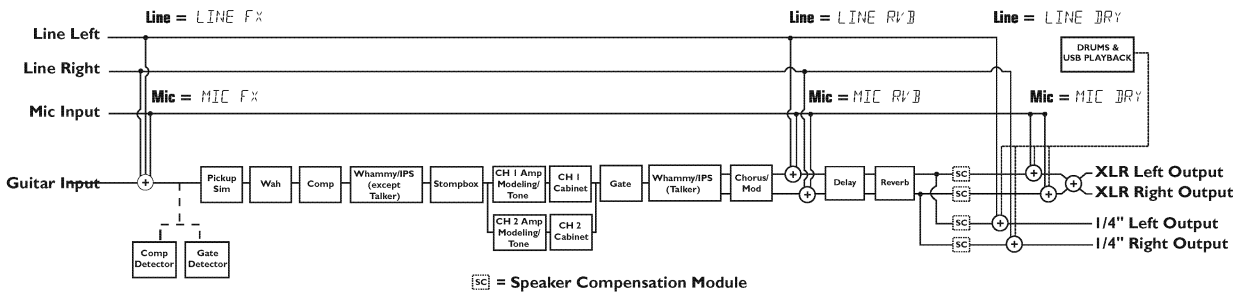 Line = LINE FX
Line = LINE RVB
Line = LINE DRY
Line Left
DRUMS &
USB PLAYBACK
Line Right
Mic = MIC FX
Mic = MIC RVB
Mic = MIC DRY
Mic Input
Guitar Input
Pickup
Sim
Wah
Comp
Whammy/IPS
(except
Talker)
Stompbox
CH 1 Amp
Modeling/
Tone
CH 1
Cabinet
Gate
Whammy/IPS
(Talker)
Chorus/
Mod
Delay
Reverb
SC
SC
XLR Left Output
XLR Right Output
CH 2 Amp
Modeling/
Tone
CH 2
Cabinet
SC
1/4" Left Output
SC
1/4" Right Output
Comp
Detector
Gate
Detector
SC = Speaker Compensation Module